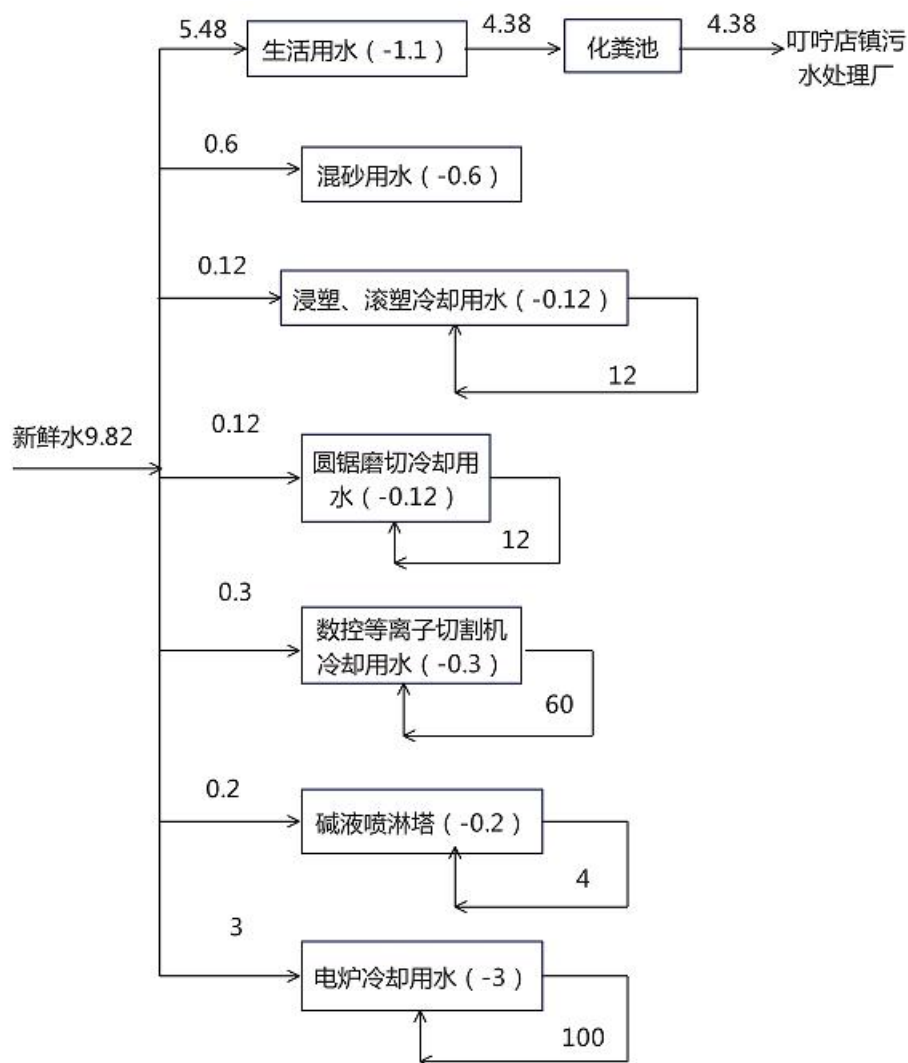 5.48
生活用水（-1.1）
4.38
化粪池
4.38
叮咛店镇污
水处理厂
0.6
混砂用水（-0.6）
0.12
浸塑、滚塑冷却用水（-0.12）
12
新鲜水9.82
0.12
圆锯磨切冷却用
水（-0.12）
12
0.3
数控等离子切割机
冷却用水（-0.3）
60
0.2
碱液喷淋塔（-0.2）
4
3
电炉冷却用水（-3）
100